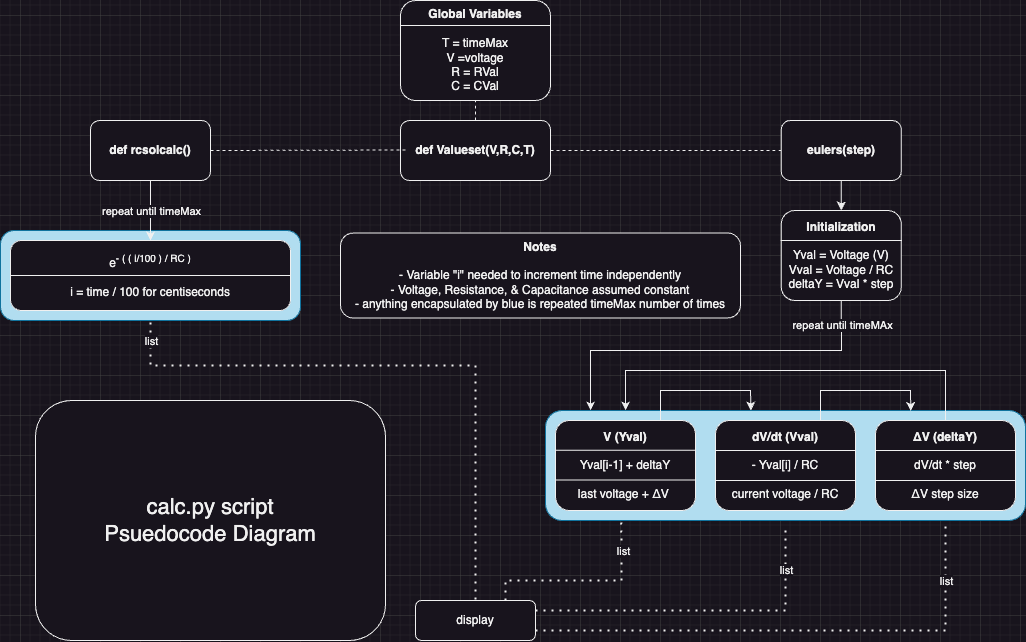 Global Variables
T = timeMax
V =voltage
R = RVal
C = CVal
def rcsolcalc()
def Valueset(V,R,C,T)
eulers(step)
repeat until timeMax
e- ( ( i/100 ) / RC )
i = time / 100 for centiseconds
list
Notes
- Variable "i" needed to increment time independently
- Voltage, Resistance, & Capacitance assumed constant
- anything encapsulated by blue is repeated timeMax number of times
Initialization
Yval = Voltage (V)
Vval = Voltage / RC
deltaY = Vval * step
repeat until timeMAx
V (Yval)
Yval[i-1] + deltaY
last voltage + ΔV
dV/dt (Vval)
- Yval[i] / RC
current voltage / RC
ΔV (deltaY)
dV/dt * step
ΔV step size
calc.py script
Psuedocode Diagram
list
list
list
display